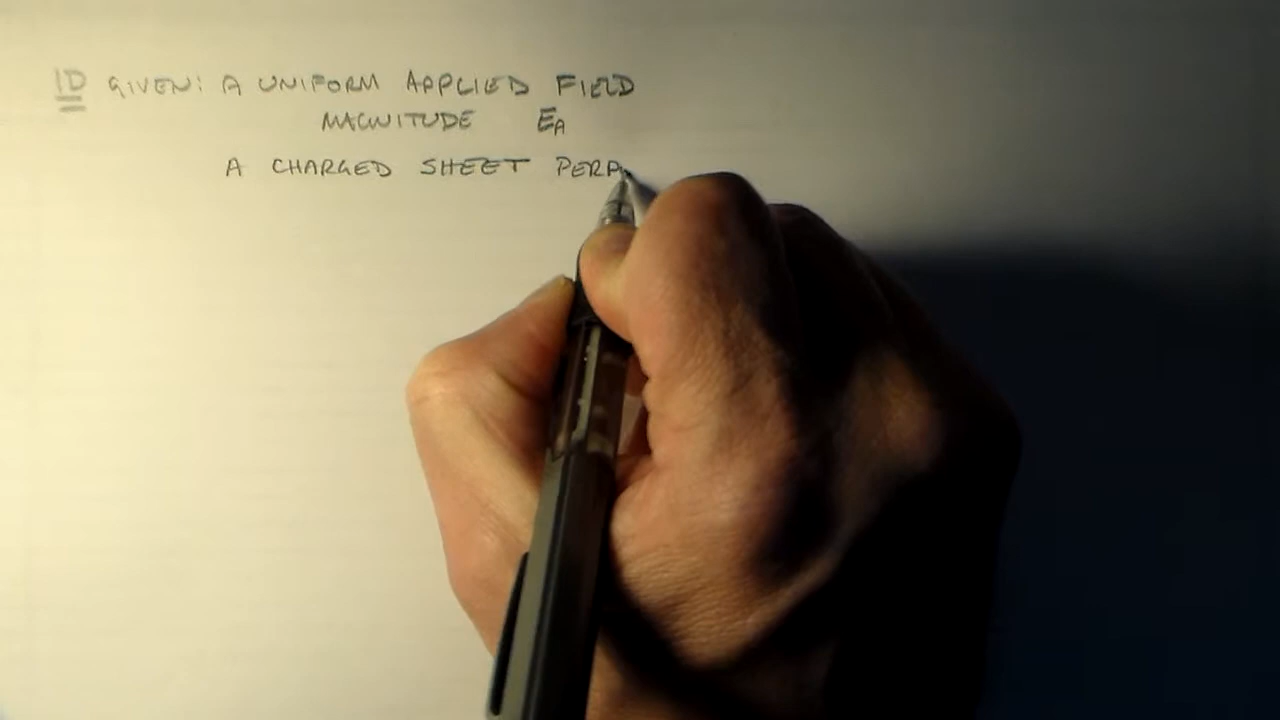 1D GIVEN: A UNIFORM APPLIED FIELD
MAGNITUDE EA
A CHARGED SHEET PERP